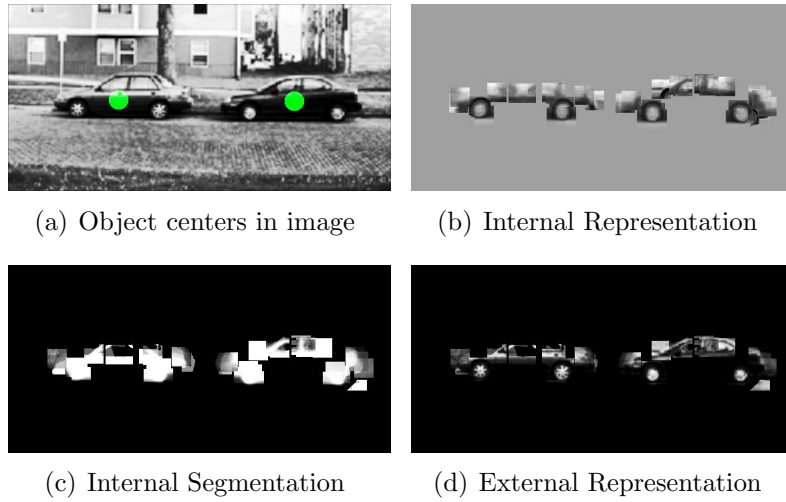 (a) Object centers in image
(b) Internal Representation
(c) Internal Segmentation
(d) External Representation